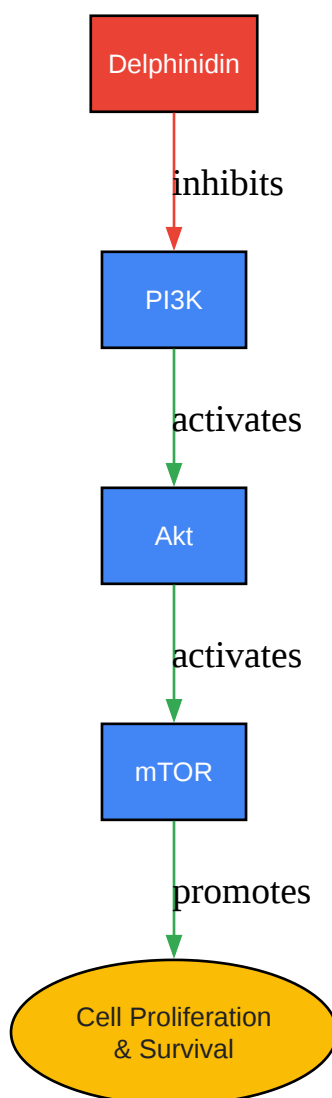 Delphinidin
inhibits
PI3K
activates
Akt
activates
mTOR
promotes
Cell Proliferation
& Survival